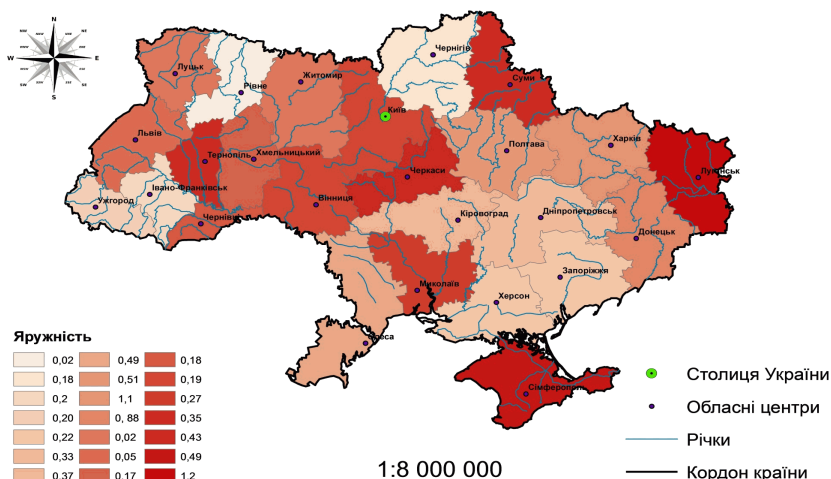 N
W
E
S
Чернігів
Луцьк
Рівне
Житомир
Суми
Київ
Львів
Тернопіль
Хмельницький
Полтава
Харків
Луганськ
Черкаси
Ужгород
Івано-Франківськ
Чернівці
Вінниця
Кіровоград
Дніпропетровськ
Донецьк
Миколаїв
Запоріжжя
Херсон
Одеса
Сімферополь
Яружність
0,02 0,49 0,18
0,18 0,51 0,19
0,2 1,1 0,27
0,20 0, 88 0,35
0,22 0,02 0,43
0,33 0,05 0,49
0,37 0,17 1,2
Столиця України
Обласні центри
Річки
Кордон країни
1:8 000 000